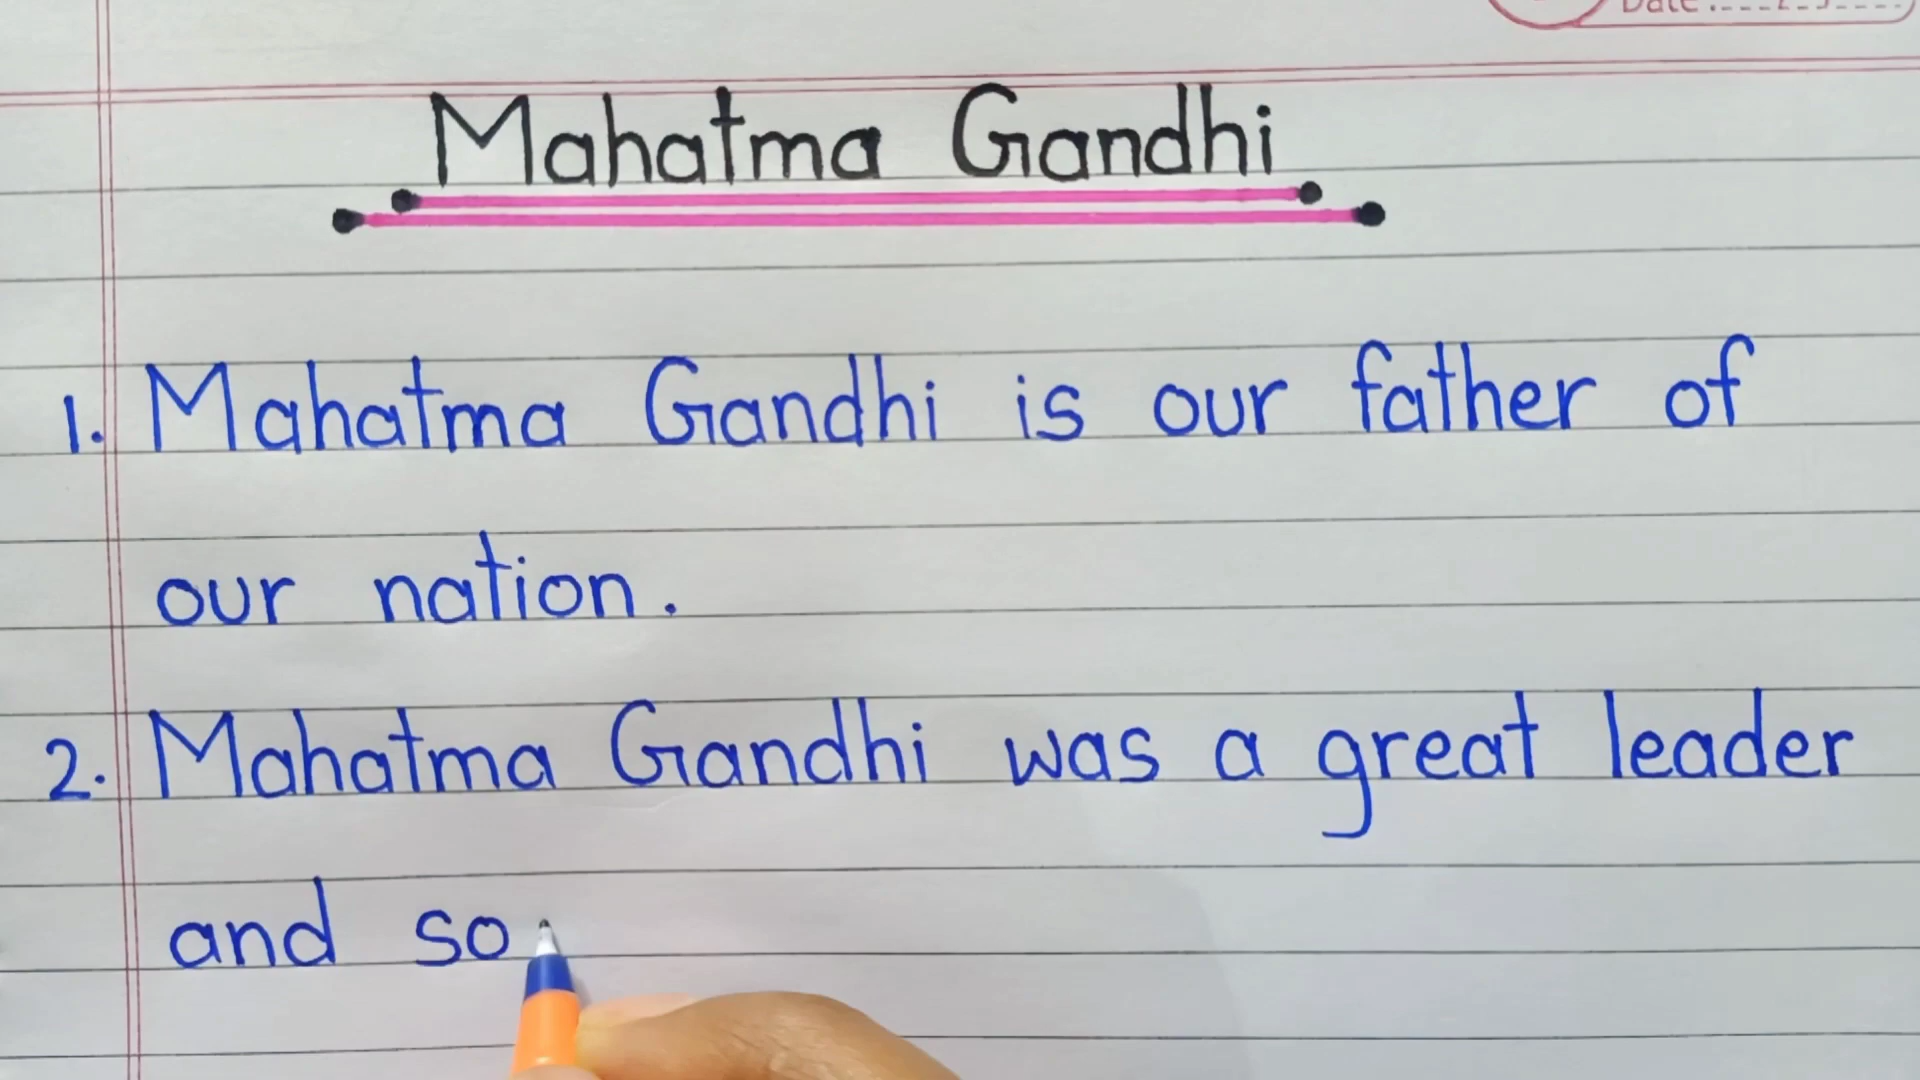 Date
Mahatma Gandhi
1. Mahatma Gandhi is our father of
our nation.
2. Mahatma Gandhi was a great leader
and so